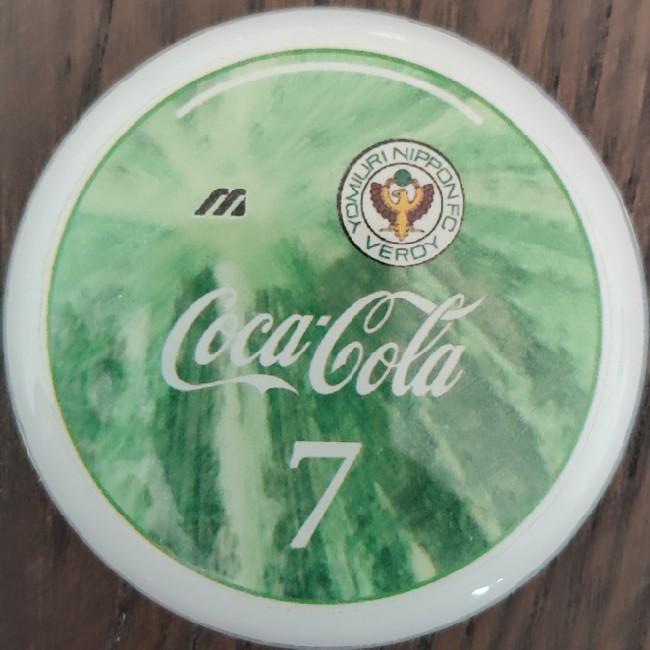 YOMIURI NIPPON FC
VERDY
Coca-Cola
7